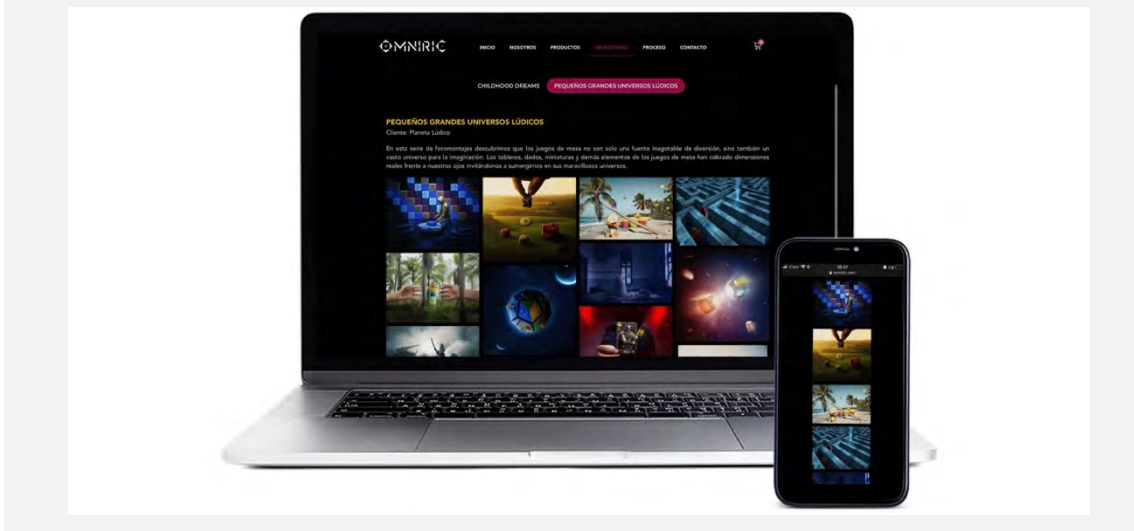 OMNIRIC
INICIO NOSOTROS PRODUCTOS PROCESO CONTACTO
CHILDHOOD DREAMS PEQUEÑOS GRANDES UNIVERSOS LÚDICOS
PEQUEÑOS GRANDES UNIVERSOS LÚDICOS
Cliente: Planeta Lúdico
En esta serie de fotomontajes descubrimos que los juegos de mesa no son solo una fuente inagotable de diversión, sino también un
vasto universo para la imaginación. Los tableros, dados, miniaturas y demás elementos de los juegos de mesa han cobrado dimensiones
reales frente a nuestros ojos invitándonos a sumergirnos en sus maravillosos universos.
Claro 18:37